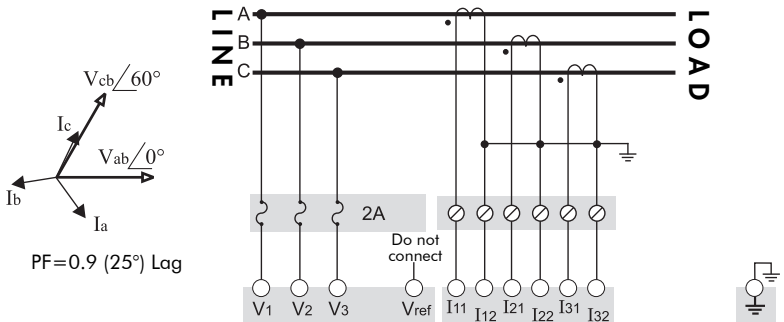 LINE
LOAD
A
B
C
Vcb/60°
Ic
Vab/0°
Ib
Ia
PF=0.9 (25°) Lag
2A
Do not
connect
V1 V2 V3 Vref I11 I12 I21 I22 I31 I32